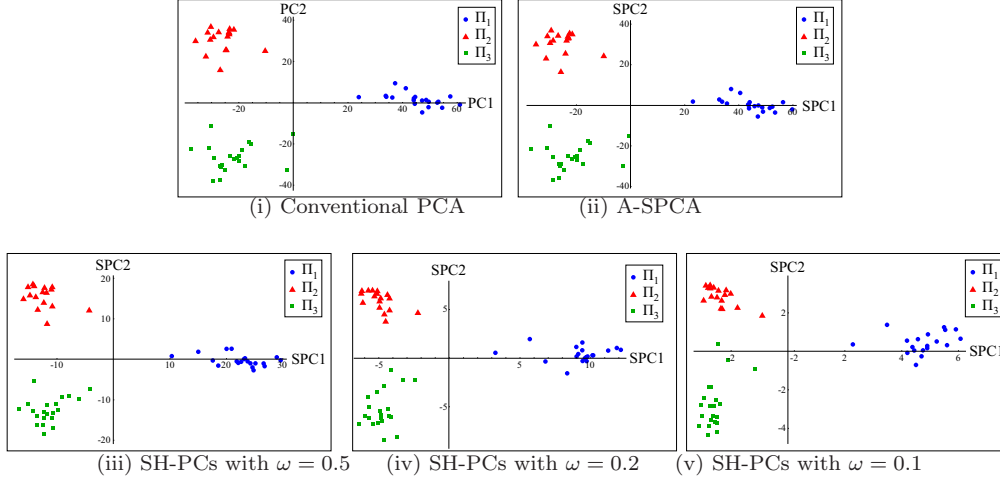 PC2
40
20
-20
-40
-20
20
40
60
PC1
Π1
Π2
Π3
(i) Conventional PCA
SPC2
40
20
-20
-40
-20
20
40
60
SPC1
Π1
Π2
Π3
(ii) A-SPCA
SPC2
20
10
-10
-20
-10
10
20
30
SPC1
Π1
Π2
Π3
(iii) SH-PCs with ω = 0.5
SPC2
5
-5
-5
5
10
SPC1
Π1
Π2
Π3
(iv) SH-PCs with ω = 0.2
SPC2
2
-2
-4
-2
-2
2
4
6
SPC1
Π1
Π2
Π3
(v) SH-PCs with ω = 0.1